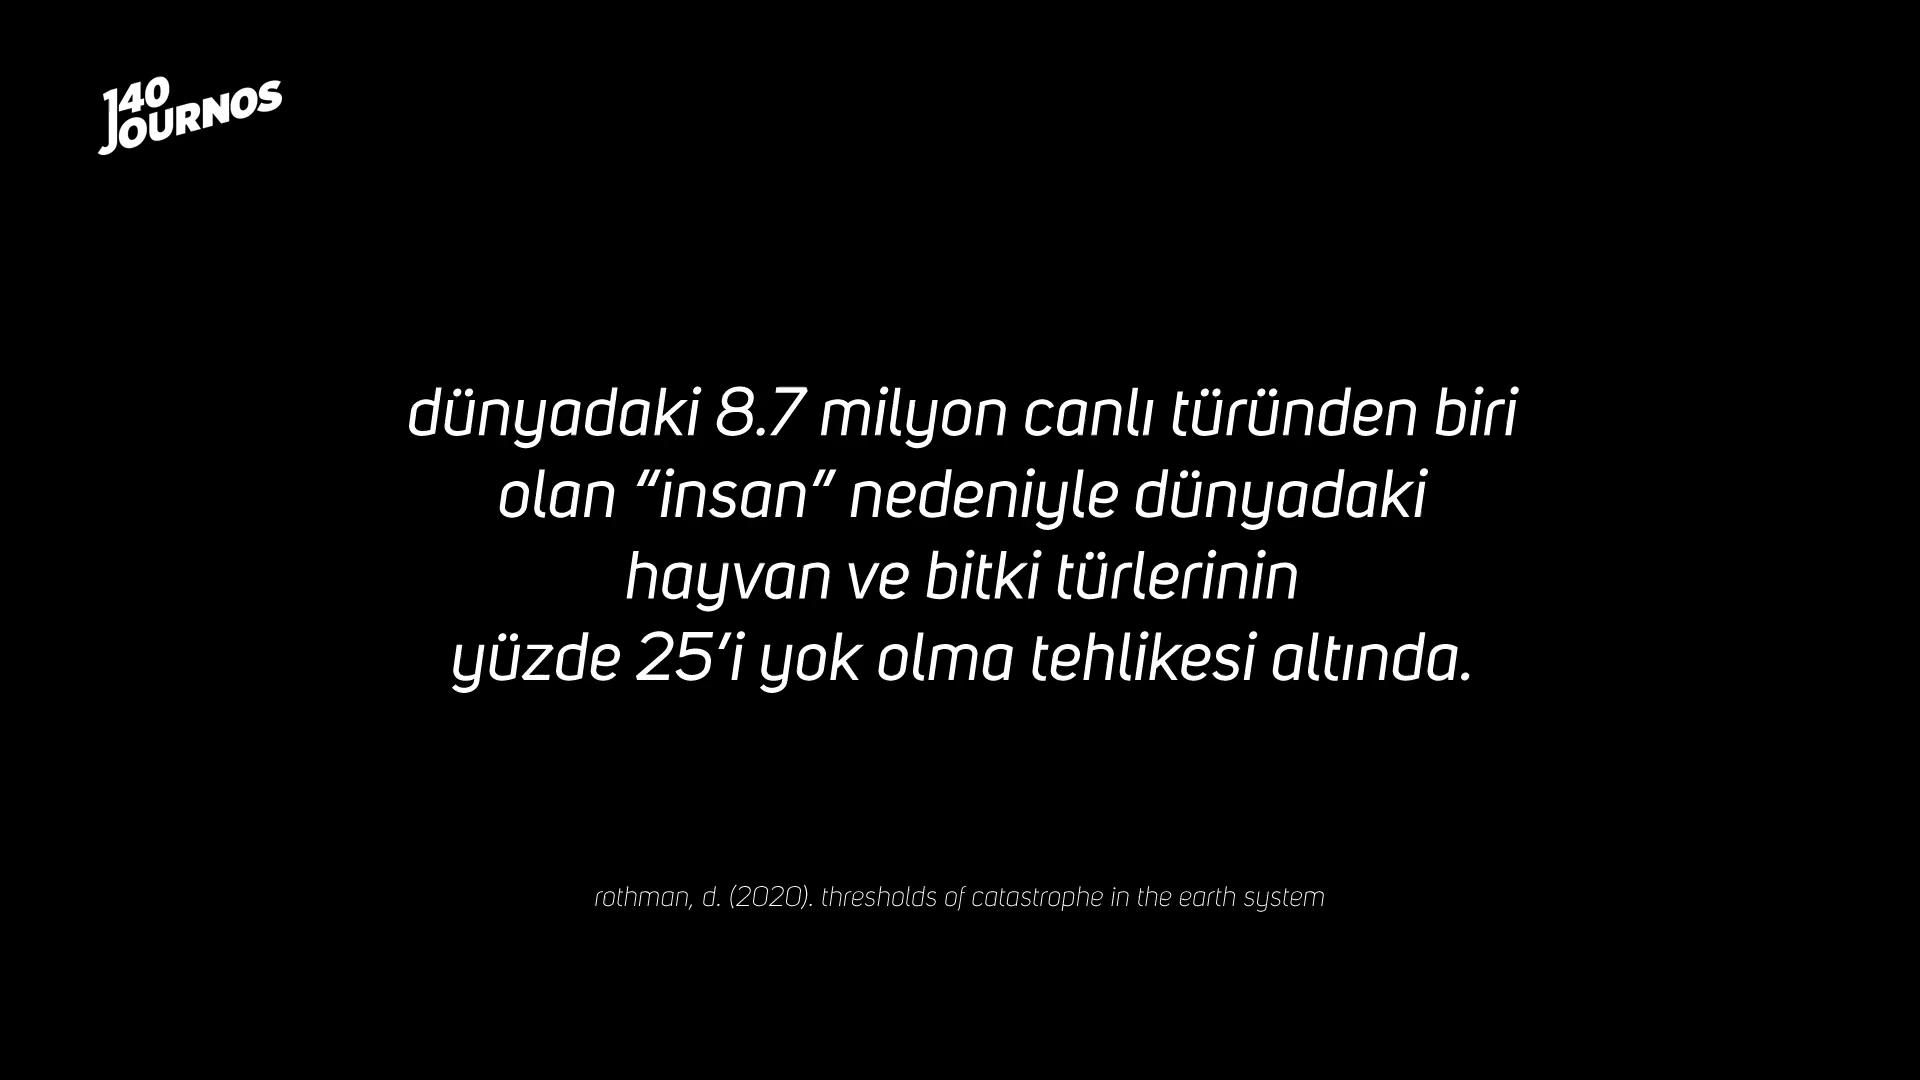 140
JOURNOS
dünyadaki 8.7 milyon canlı türünden biri
olan “insan” nedeniyle dünyadaki
hayvan ve bitki türlerinin
yüzde 25’i yok olma tehlikesi altında.
rothman, d. (2020). thresholds of catastrophe in the earth system